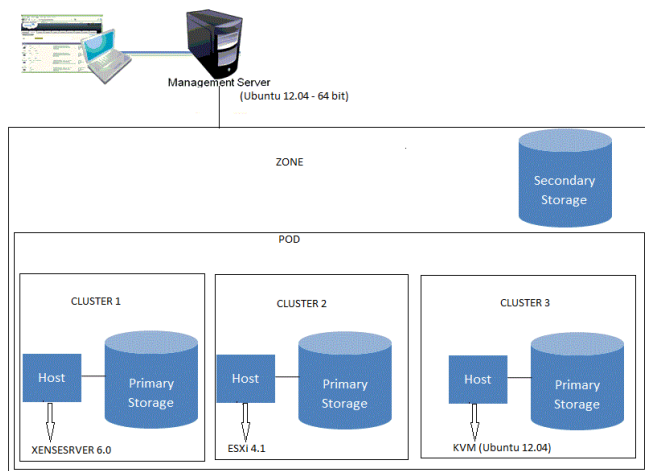 Management Server
(Ubuntu 12.04 - 64 bit)
ZONE
Secondary
Storage
POD
CLUSTER 1
CLUSTER 2
CLUSTER 3
Host
Primary
Storage
Host
Primary
Storage
Host
Primary
Storage
XENSESRVER 6.0
ESXi 4.1
KVM (Ubuntu 12.04)